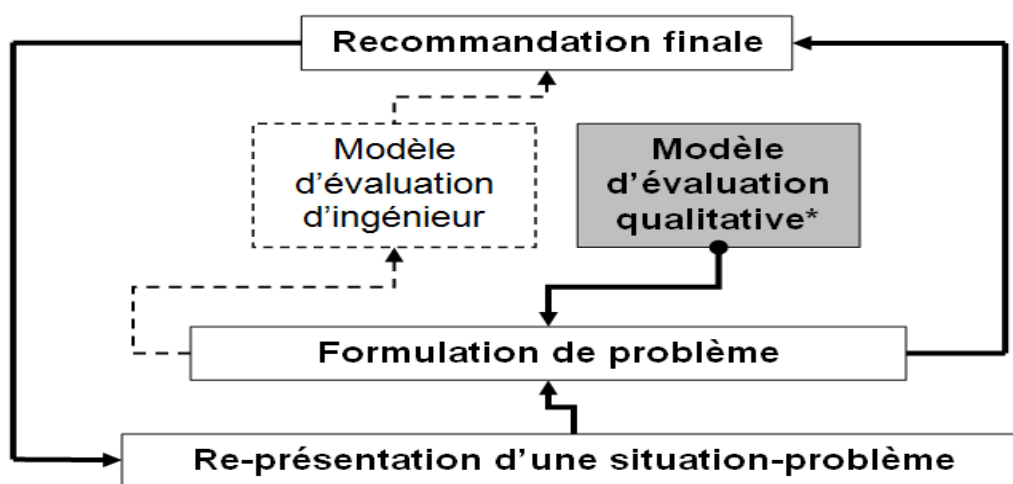 Recommandation finale
Modèle
d'évaluation
d'ingénieur
Modèle
d'évaluation
qualitative*
Formulation de problème
Re-présentation d'une situation-problème